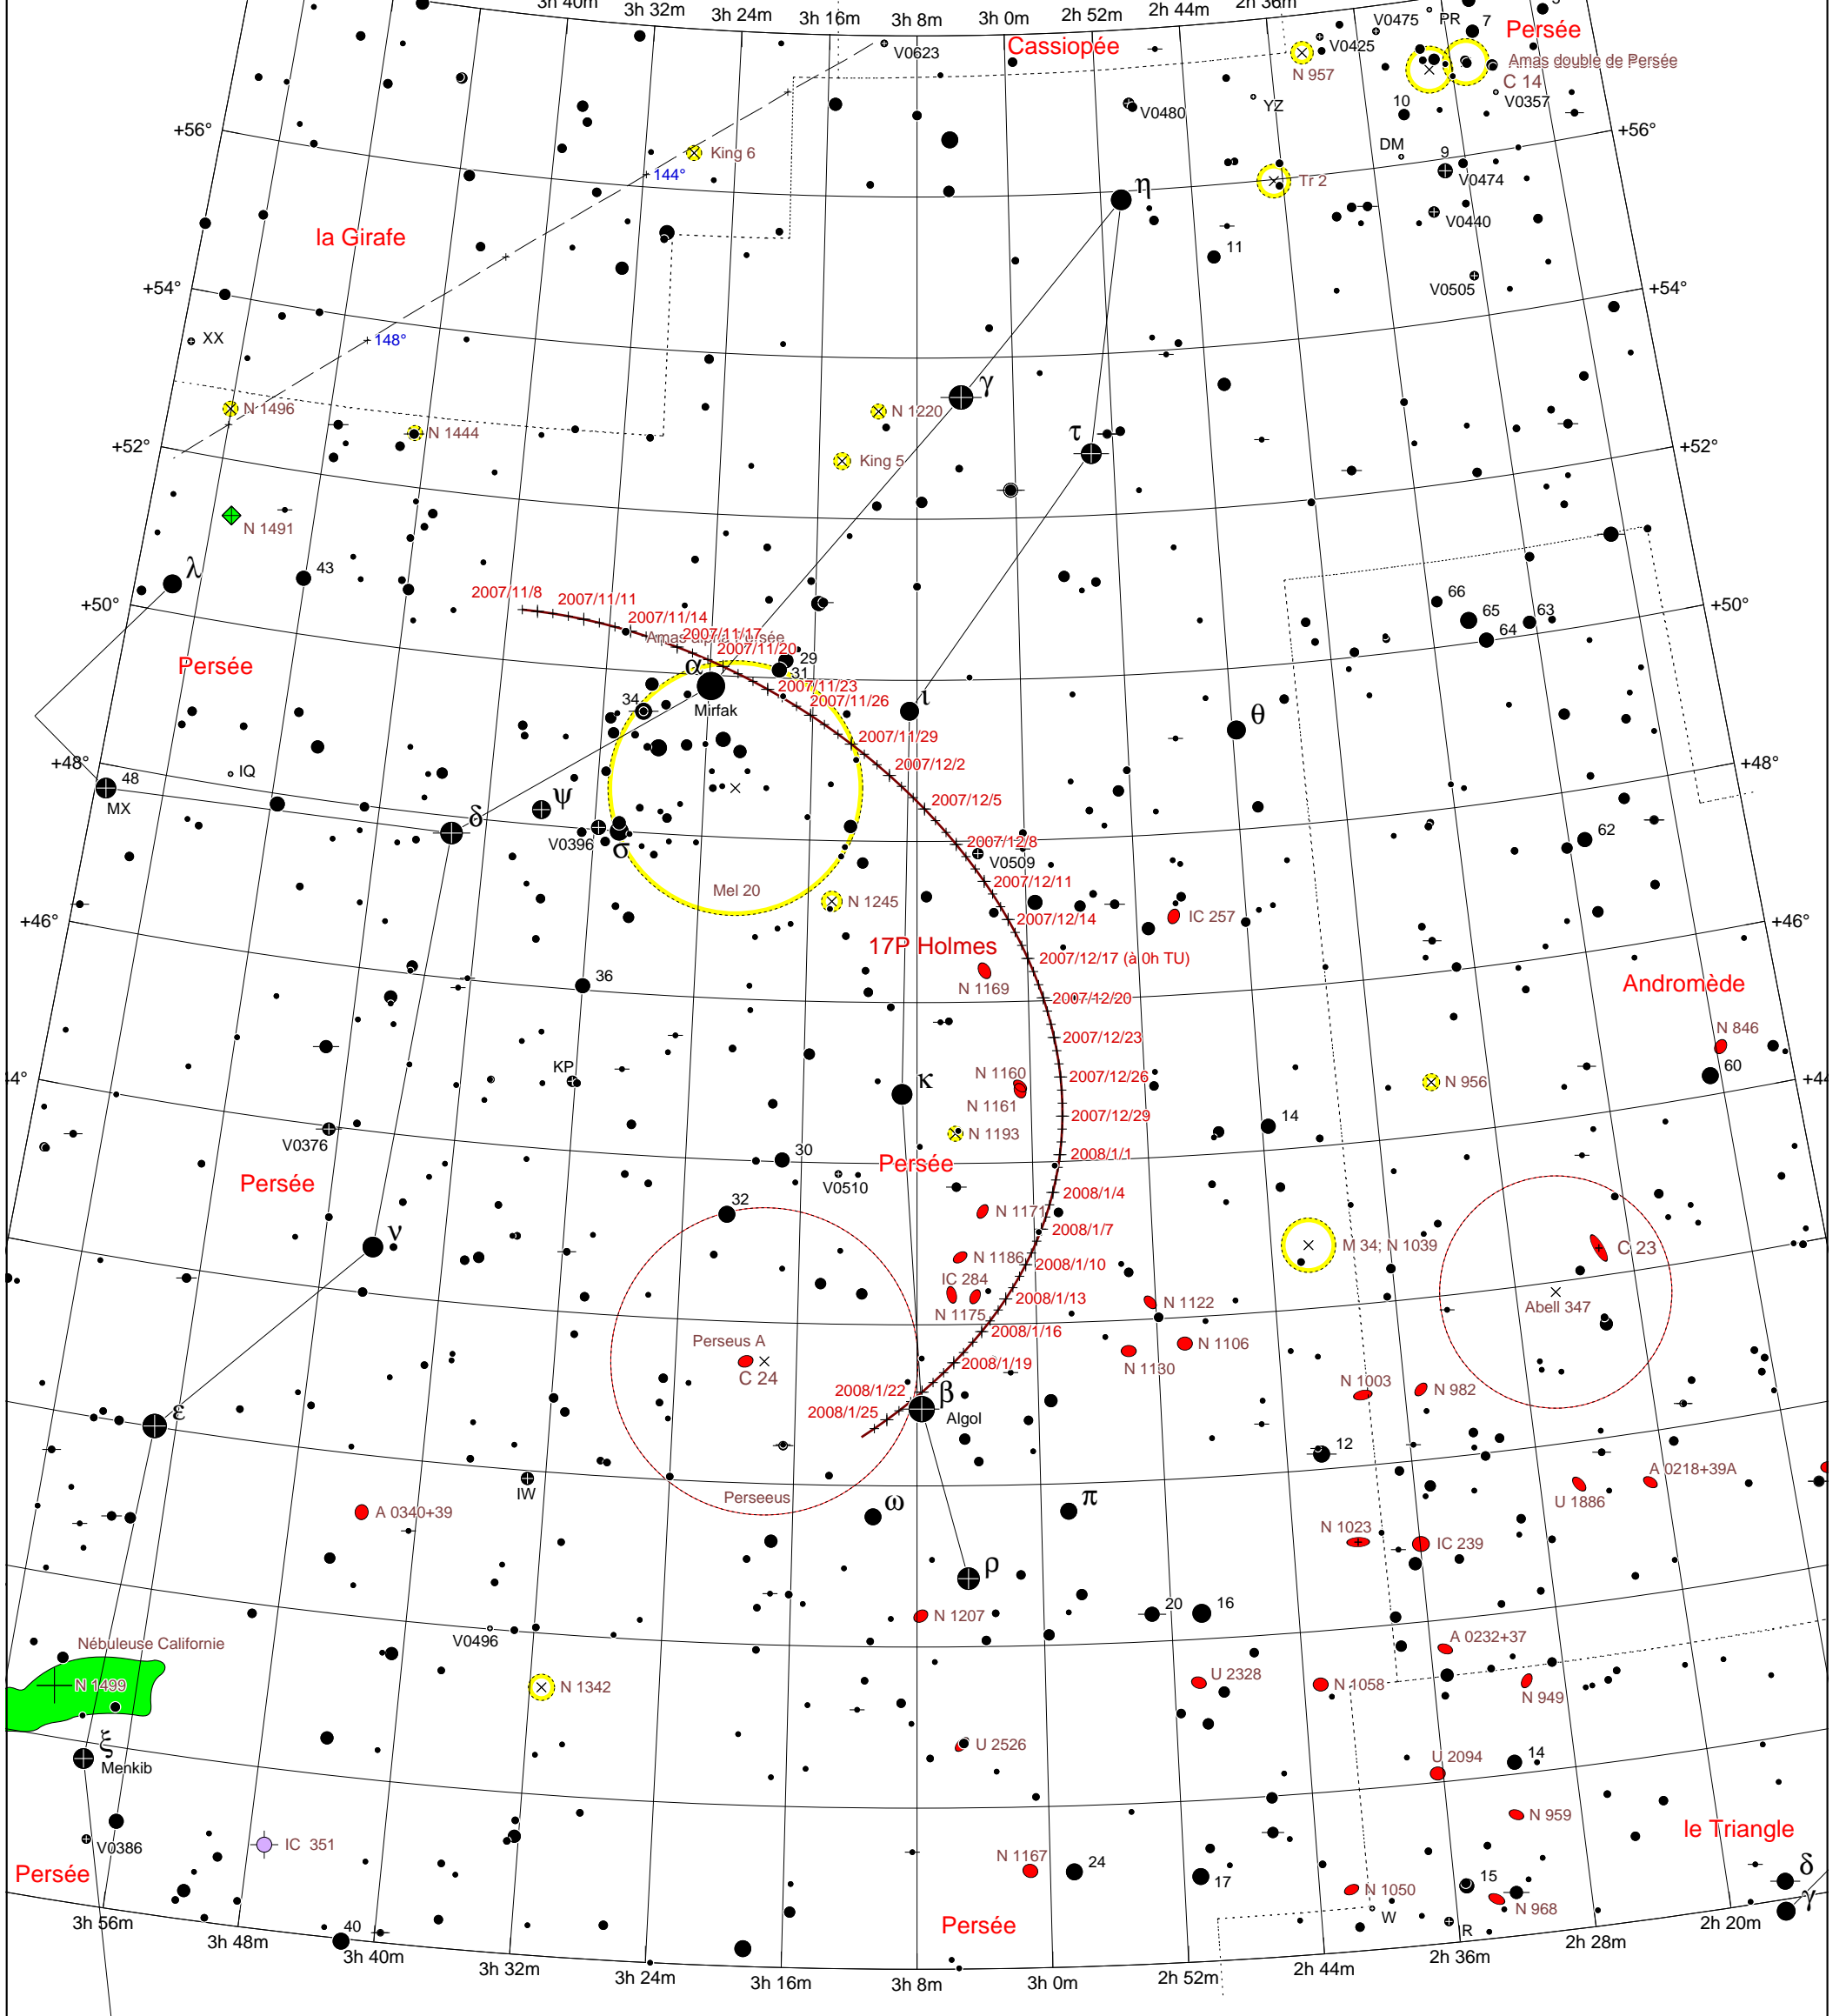 3h 40m
3h 32m
3h 24m
3h 16m
3h 8m
3h 0m
2h 52m
2h 44m
2h 36m
V0475
PR
7
Persée
V0623
Cassiopée
N 957
V0425
Amas double de Persée
C 14
V0357
V0480
YZ
10
+56°
+56°
King 6
DM
9
V0474
144°
Tr 2
η
V0440
la Girafe
11
+54°
V0505
+54°
XX
148°
γ
N 1496
N 1444
N 1220
τ
+52°
King 5
+52°
N 1491
λ
43
2007/11/8
2007/11/11
+50°
2007/11/14
66
65
63
64
+50°
2007/11/17
Amas alpha Persée
2007/11/20
Persée
α
29
31
2007/11/23
34
Mirfak
2007/11/26
ι
θ
2007/11/29
+48°
IQ
2007/12/2
+48°
48
MX
ψ
δ
2007/12/5
62
V0396
σ
2007/12/8
V0509
2007/12/11
Mel 20
N 1245
+46°
2007/12/14
IC 257
+46°
17P Holmes
2007/12/17 (à 0h TU)
N 1169
36
Andromède
2007/12/20
N 846
2007/12/23
KP
N 1160
2007/12/26
60
4°
κ
N 956
+44
N 1161
2007/12/29
V0376
N 1193
14
30
Persée
2008/1/1
V0510
Persée
2008/1/4
32
N 1171
ν
2008/1/7
M 34; N 1039
C 23
N 1186
2008/1/10
IC 284
2008/1/13
N 1122
Abell 347
N 1175
Perseus A
2008/1/16
N 1106
C 24
2008/1/19
N 1130
N 1003
N 982
2008/1/22
β
2008/1/25
Algol
ε
12
A 0218+39A
IW
Perseeus
U 1886
A 0340+39
ω
π
N 1023
IC 239
ρ
20
16
N 1207
V0496
A 0232+37
Nébuleuse Californie
N 1499
N 1342
U 2328
N 1058
N 949
ξ
Menkib
U 2526
U 2094
14
N 959
V0386
IC 351
le Triangle
Persée
N 1167
24
17
15
δ
N 1050
N 968
γ
W
R
Persée
3h 56m
3h 48m
40
3h 40m
3h 32m
3h 24m
3h 16m
3h 8m
3h 0m
2h 52m
2h 44m
2h 36m
2h 28m
2h 20m